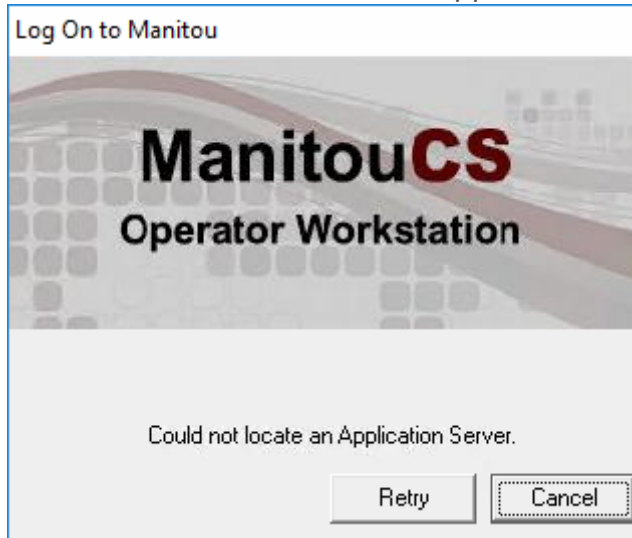 Log On to Manitou
ManitouCS
Operator Workstation
Could not locate an Application Server.
Retry
Cancel